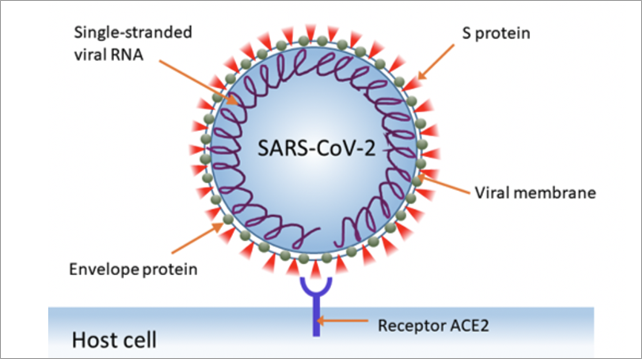 Single-stranded
viral RNA
S protein
SARS-CoV-2
Viral membrane
Envelope protein
Receptor ACE2
Host cell